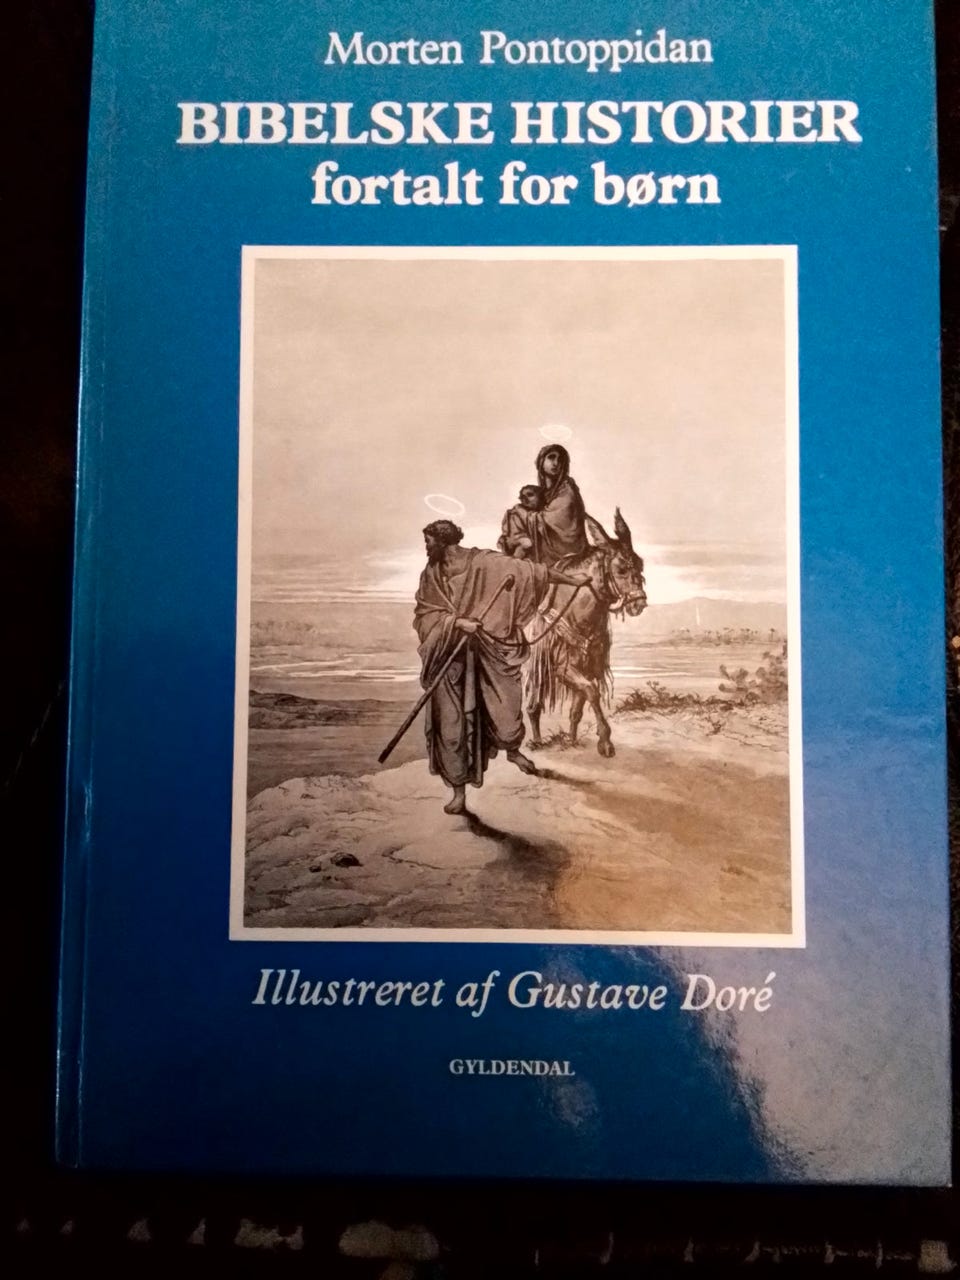 Morten Pontoppidan
BIBELSKE HISTORIER
fortalt for børn
Illustreret af Gustave Doré
GYLDENDAL